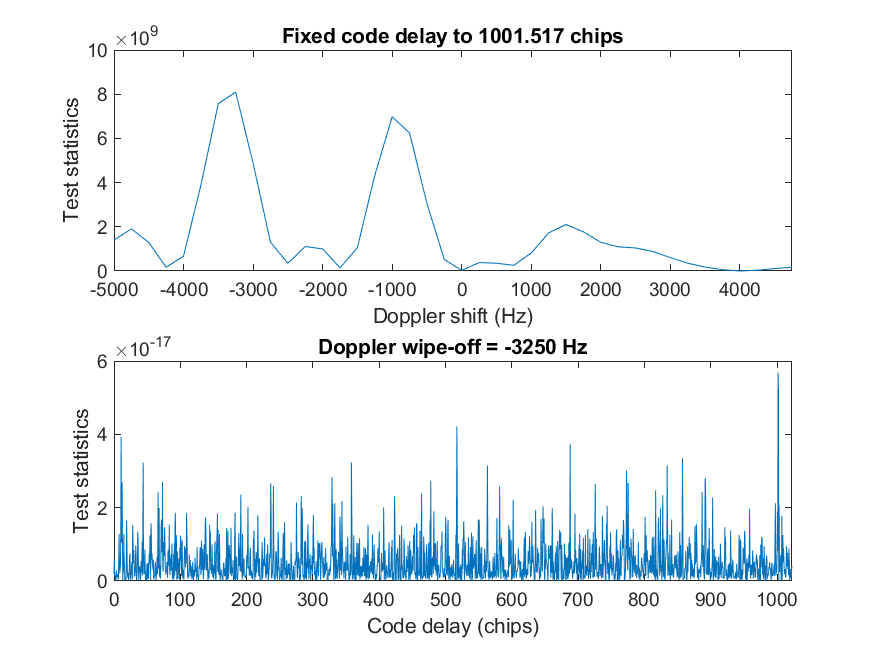 ×10^9
Fixed code delay to 1001.517 chips
10
8
6
4
2
0
Test statistics
-5000 -4000 -3000 -2000 -1000 0 1000 2000 3000 4000
Doppler shift (Hz)
×10^-17
Doppler wipe-off = -3250 Hz
6
4
2
0
Test statistics
0 100 200 300 400 500 600 700 800 900 1000
Code delay (chips)